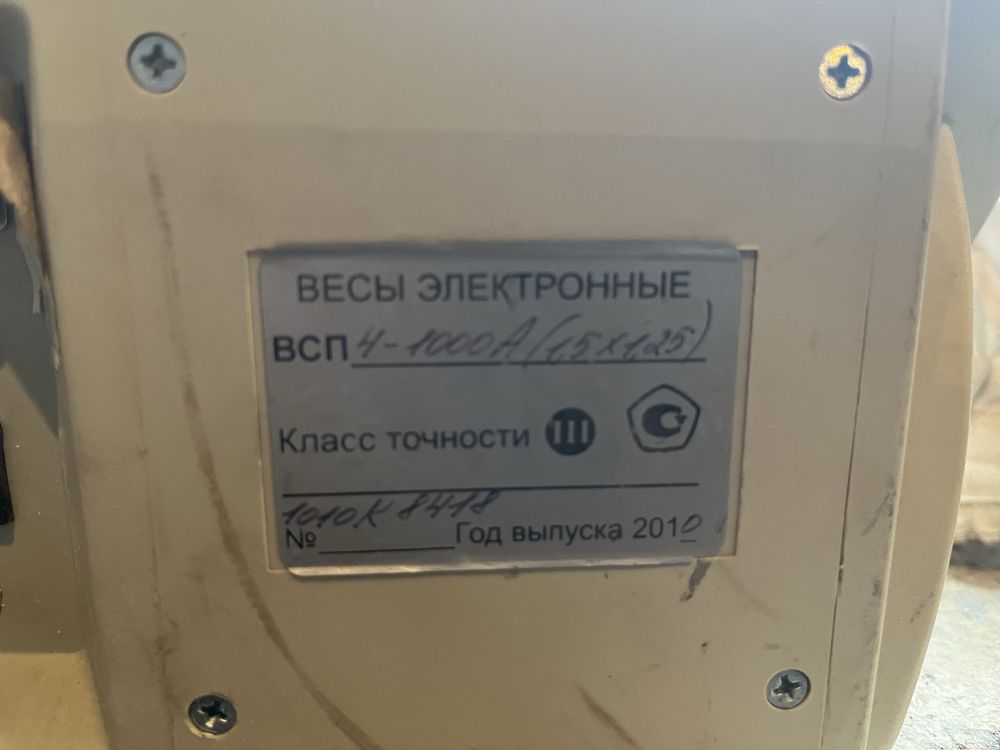 ВЕСЫ ЭЛЕКТРОННЫЕ
ВСП 4-1000А (1,5х1,25)
Класс точности III
1010К 8418
№ Год выпуска 2010